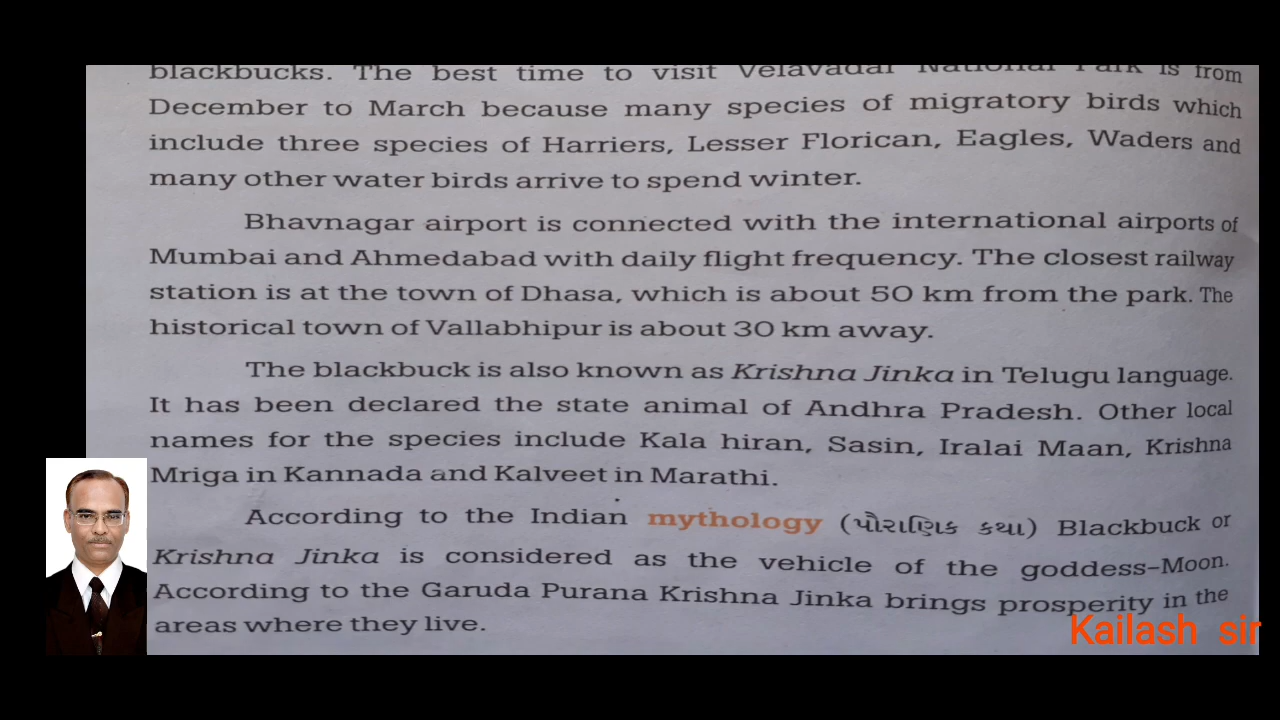 blackbucks. The best time to visit Velavadar National Park is from
December to March because many species of migratory birds which
include three species of Harriers, Lesser Florican, Eagles, Waders and
many other water birds arrive to spend winter.
Bhavnagar airport is connected with the international airports of
Mumbai and Ahmedabad with daily flight frequency. The closest railway
station is at the town of Dhasa, which is about 50 km from the park. The
historical town of Vallabhipur is about 30 km away.
The blackbuck is also known as Krishna Jinka in Telugu language.
It has been declared the state animal of Andhra Pradesh. Other local
names for the species include Kala hiran, Sasin, Iralai Maan, Krishna
Mriga in Kannada and Kalveet in Marathi.
According to the Indian mythology (પૌરાણિક કથા) Blackbuck or
Krishna Jinka is considered as the vehicle of the goddess-Moon.
According to the Garuda Purana Krishna Jinka brings prosperity in the
areas where they live.
Kailash sir